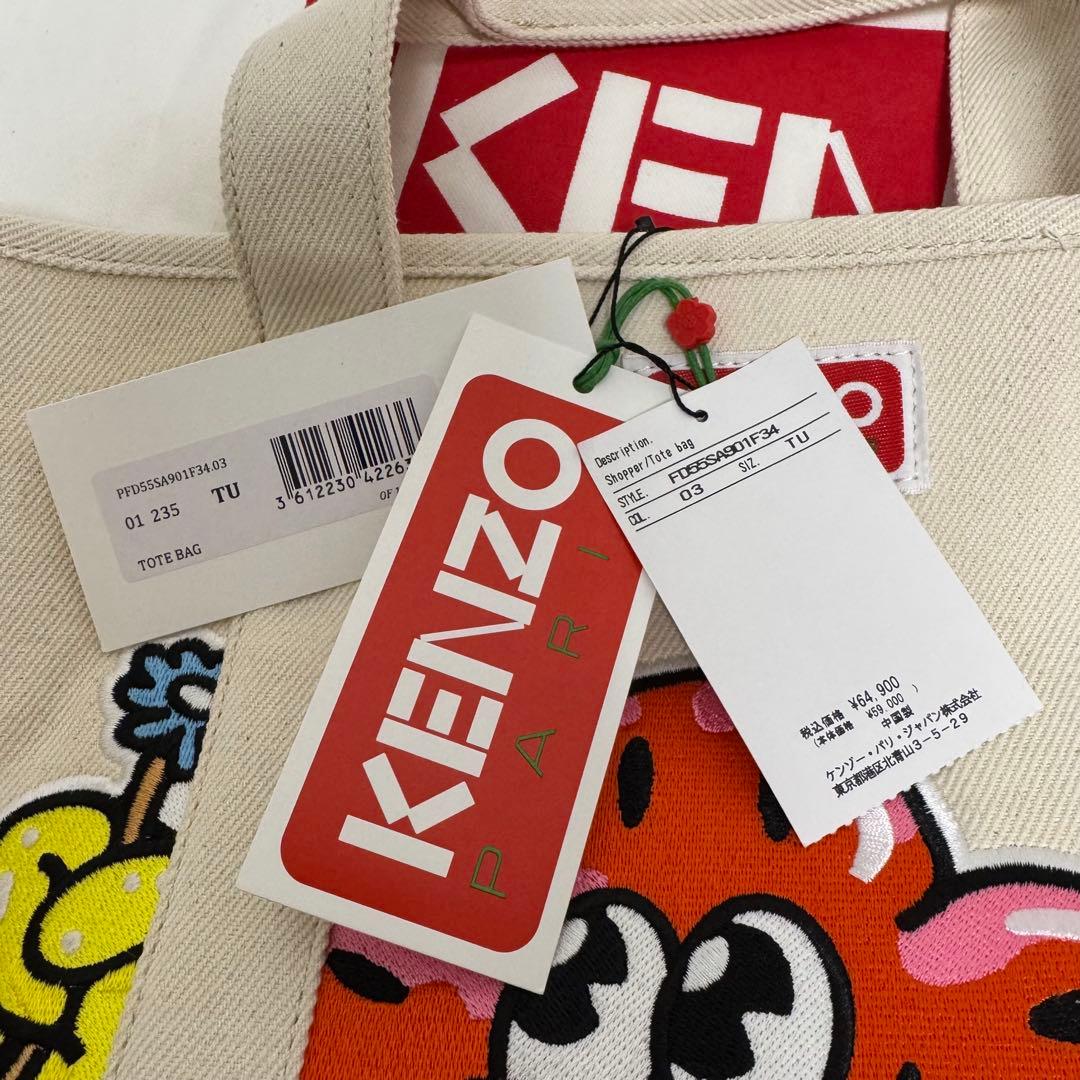 KEN
PFD55SA901F34.03
01 235 TU
TOTE BAG
3 612230 42263
KENZO
PARI
Description.
Shopper/Tote bag
STYLE. FD55SA901F34
COL. 03 SIZ. TU
税込価格 ¥64,900
(本体価格 ¥59,000 )
中国製
ケンゾー・パリ・ジャパン株式会社
東京都港区北青山3-5-29
ZO